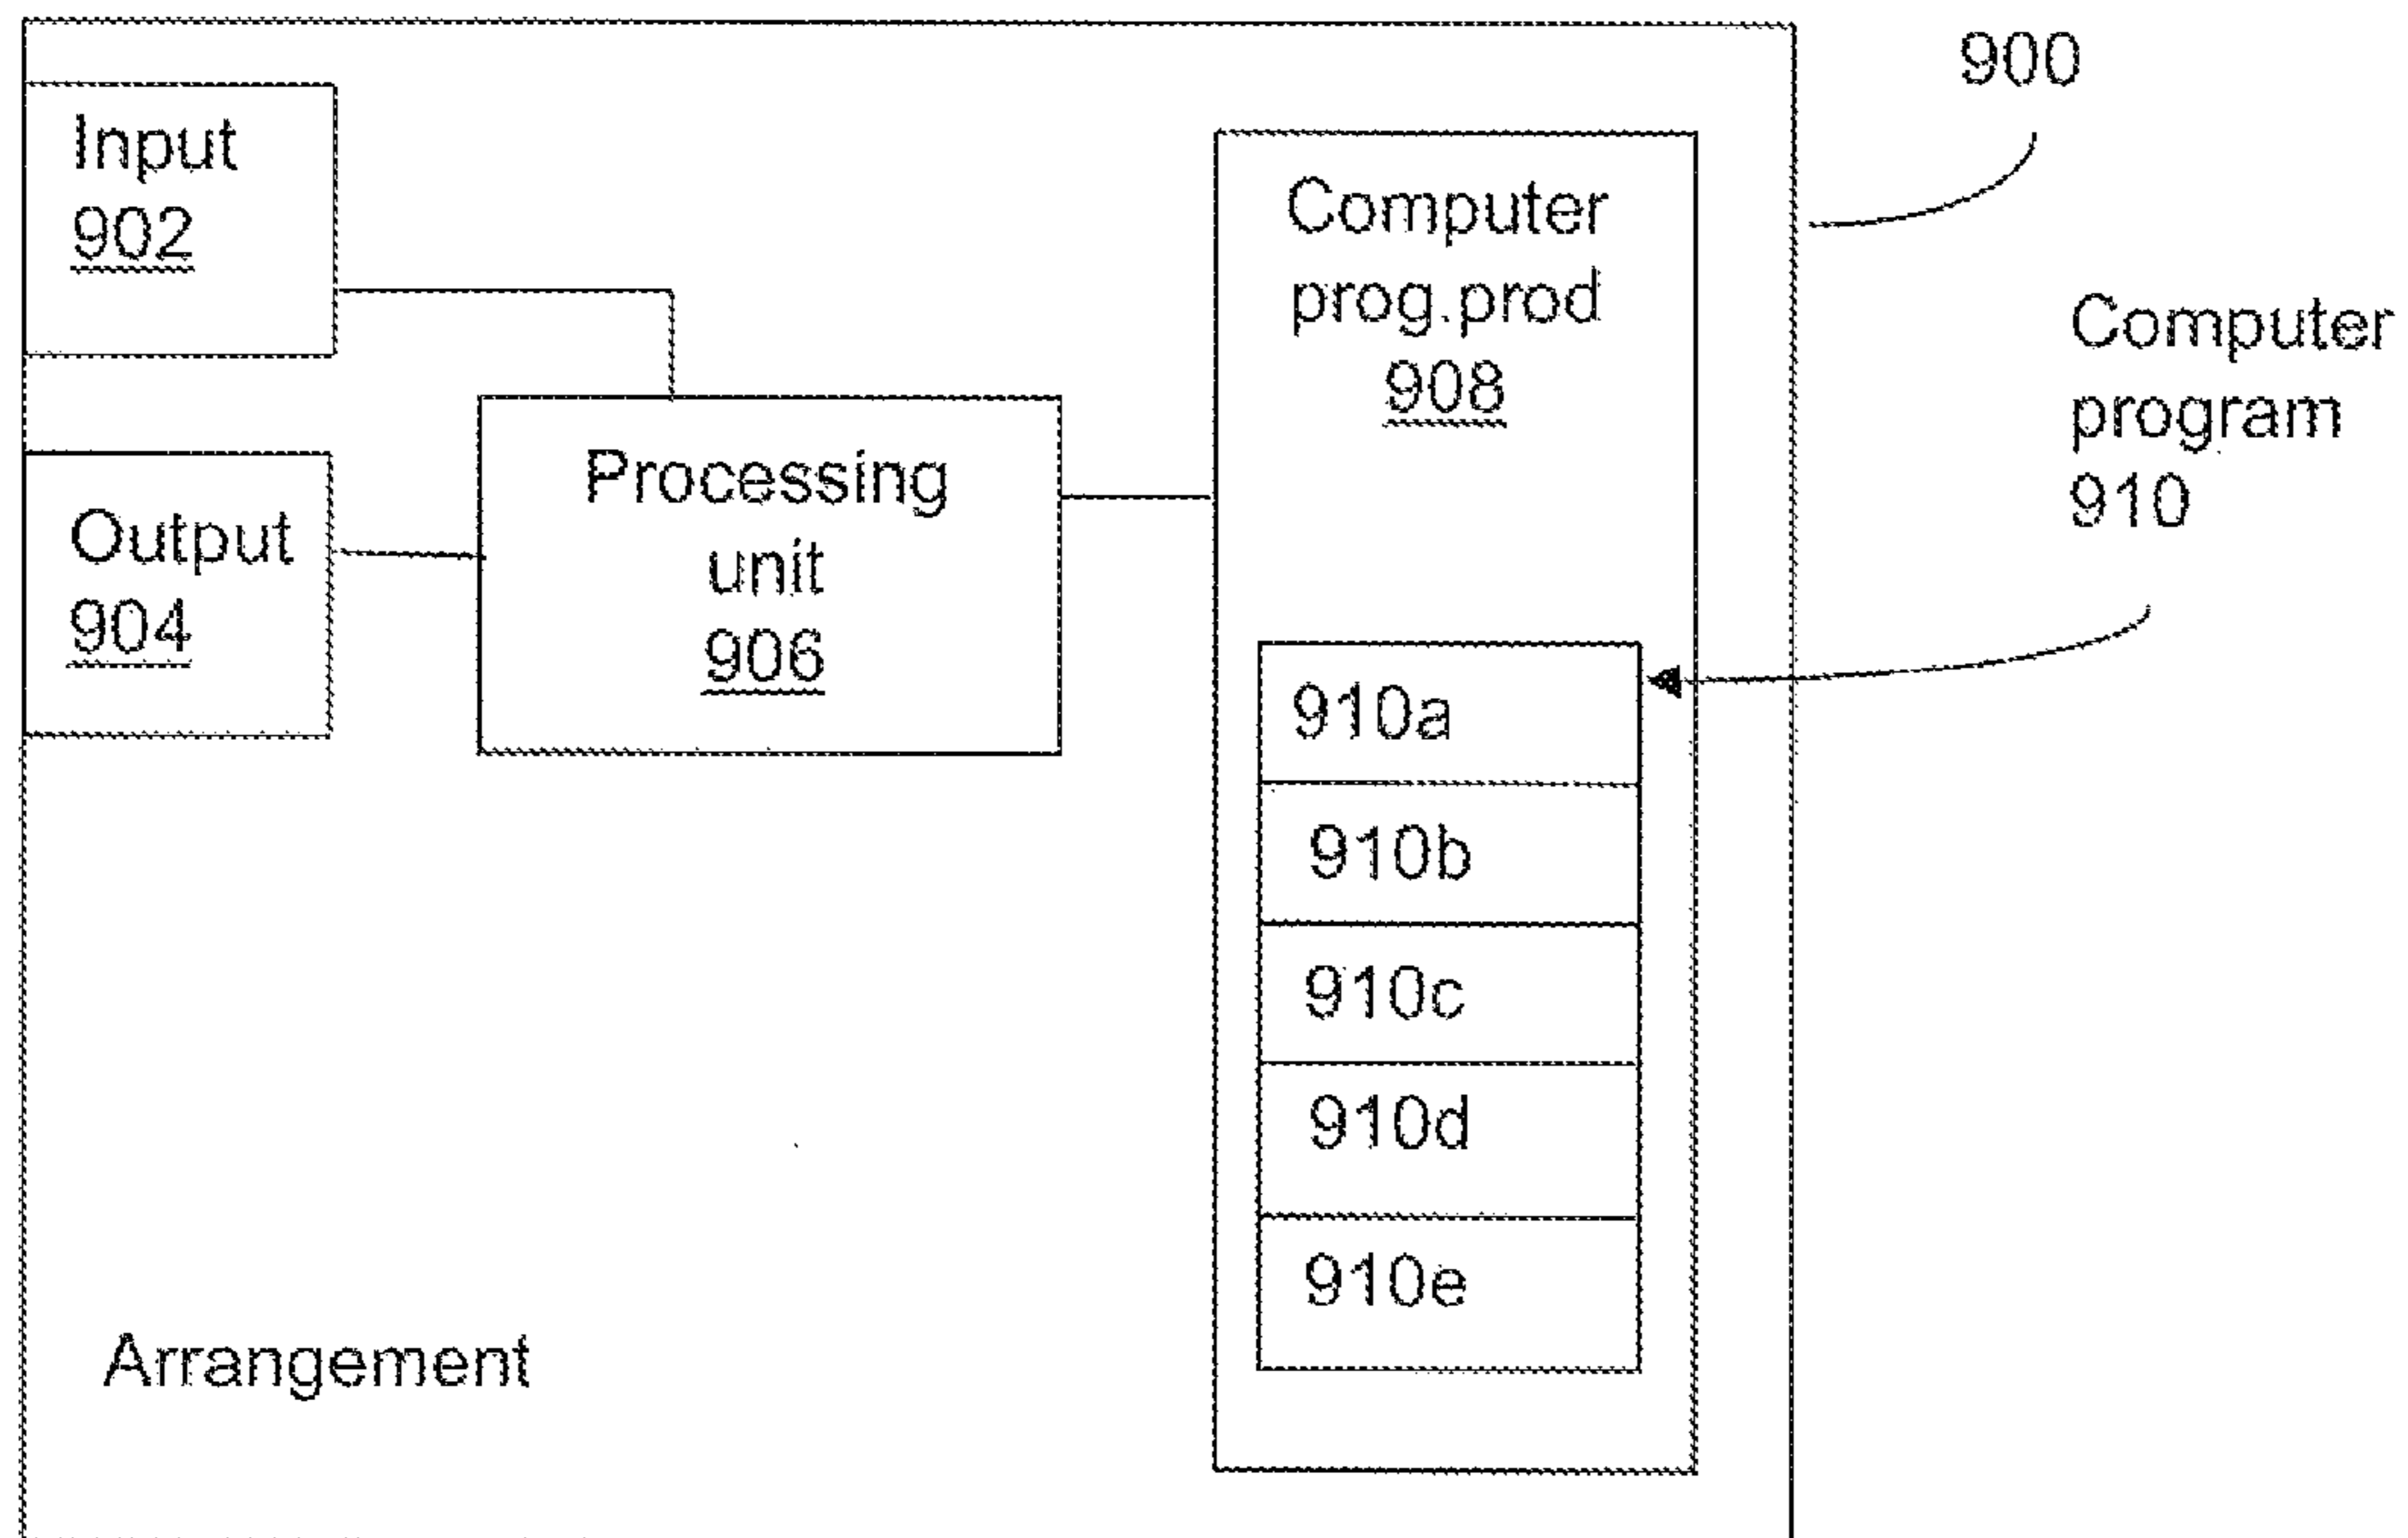 900
Input
902
Computer
prog.prod
908
Computer
program
910
Output
904
Processing
unit
906
910a
910b
910c
910d
910e
Arrangement